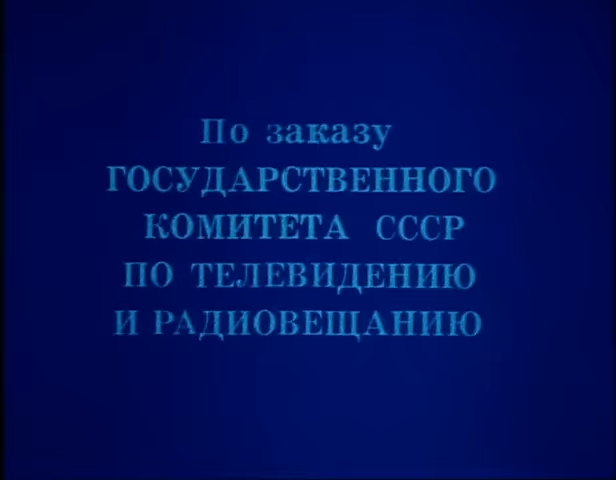 По заказу
ГОСУДАРСТВЕННОГО
КОМИТЕТА СССР
ПО ТЕЛЕВИДЕНИЮ
И РАДИОВЕЩАНИЮ